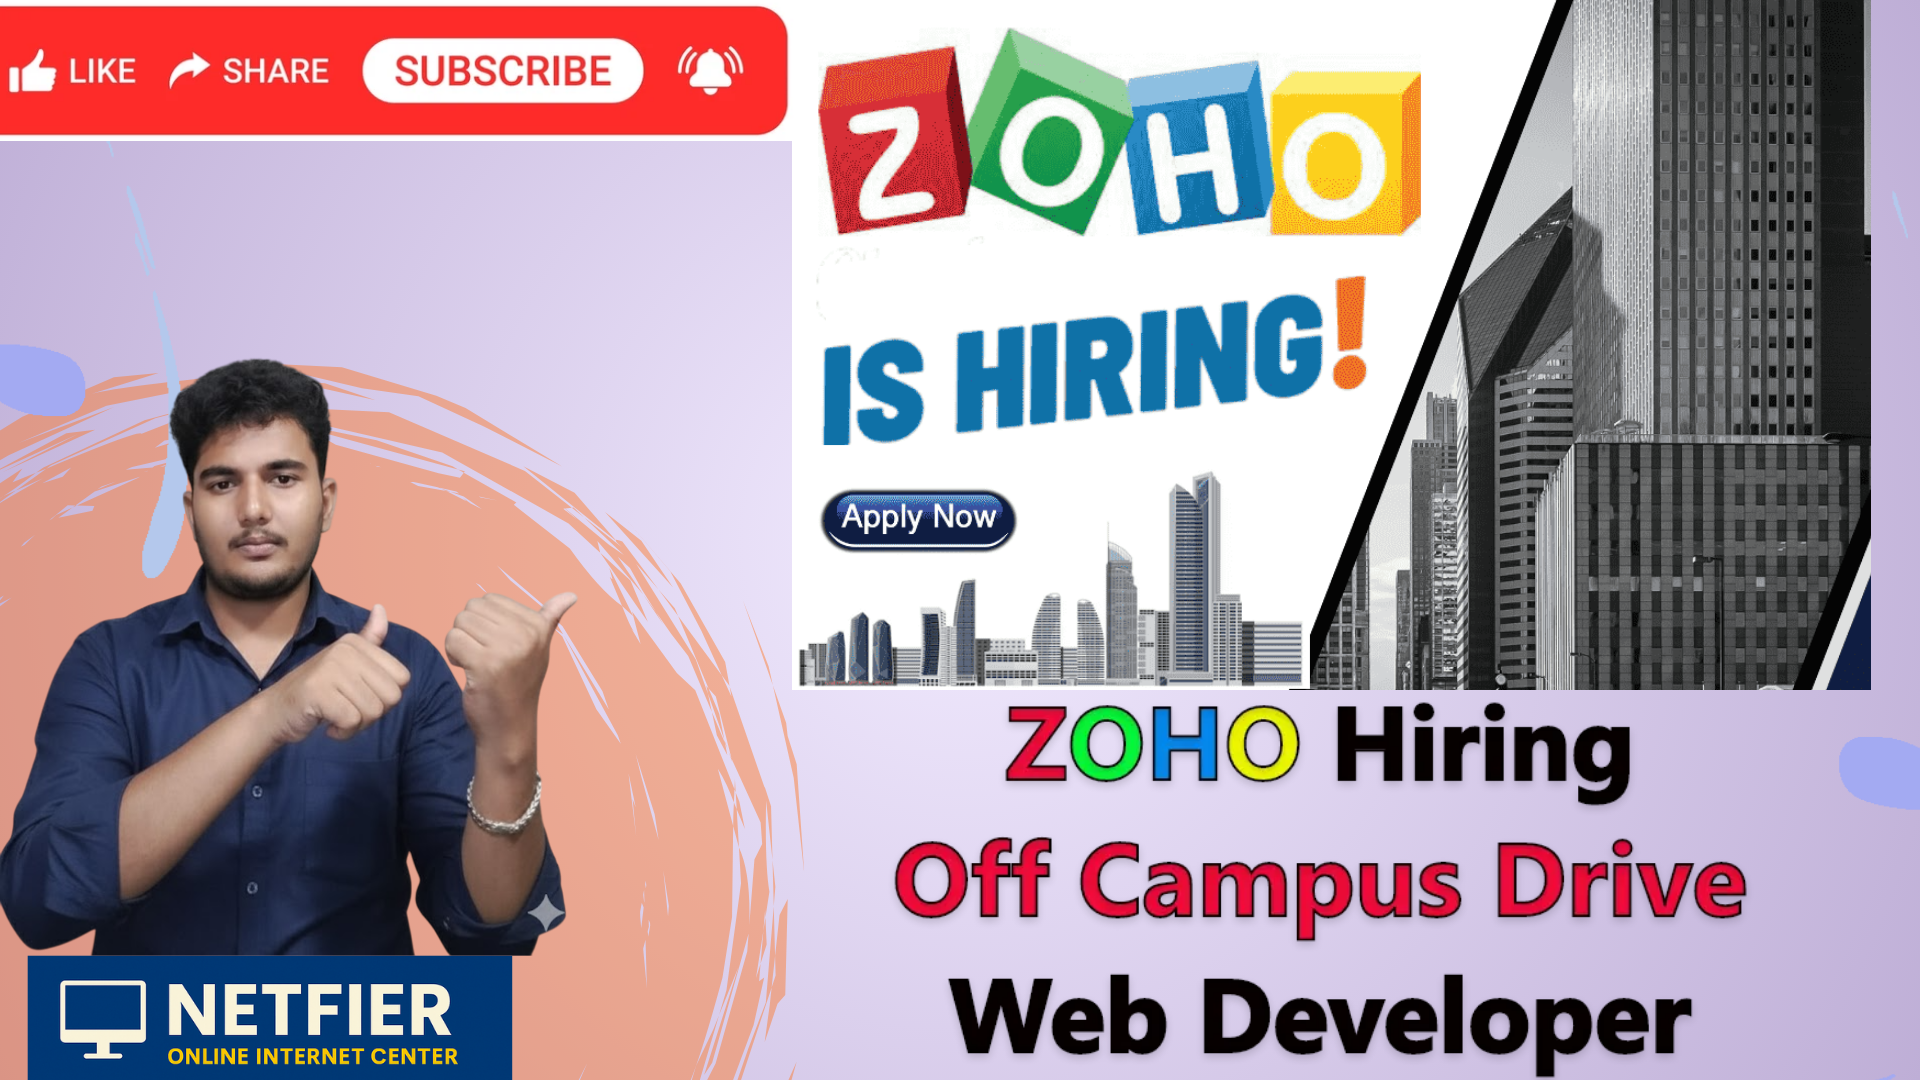 LIKE SHARE SUBSCRIBE
ZOHO
IS HIRING!
Apply Now
ZOHO Hiring
Off Campus Drive
Web Developer
NETFIER
ONLINE INTERNET CENTER